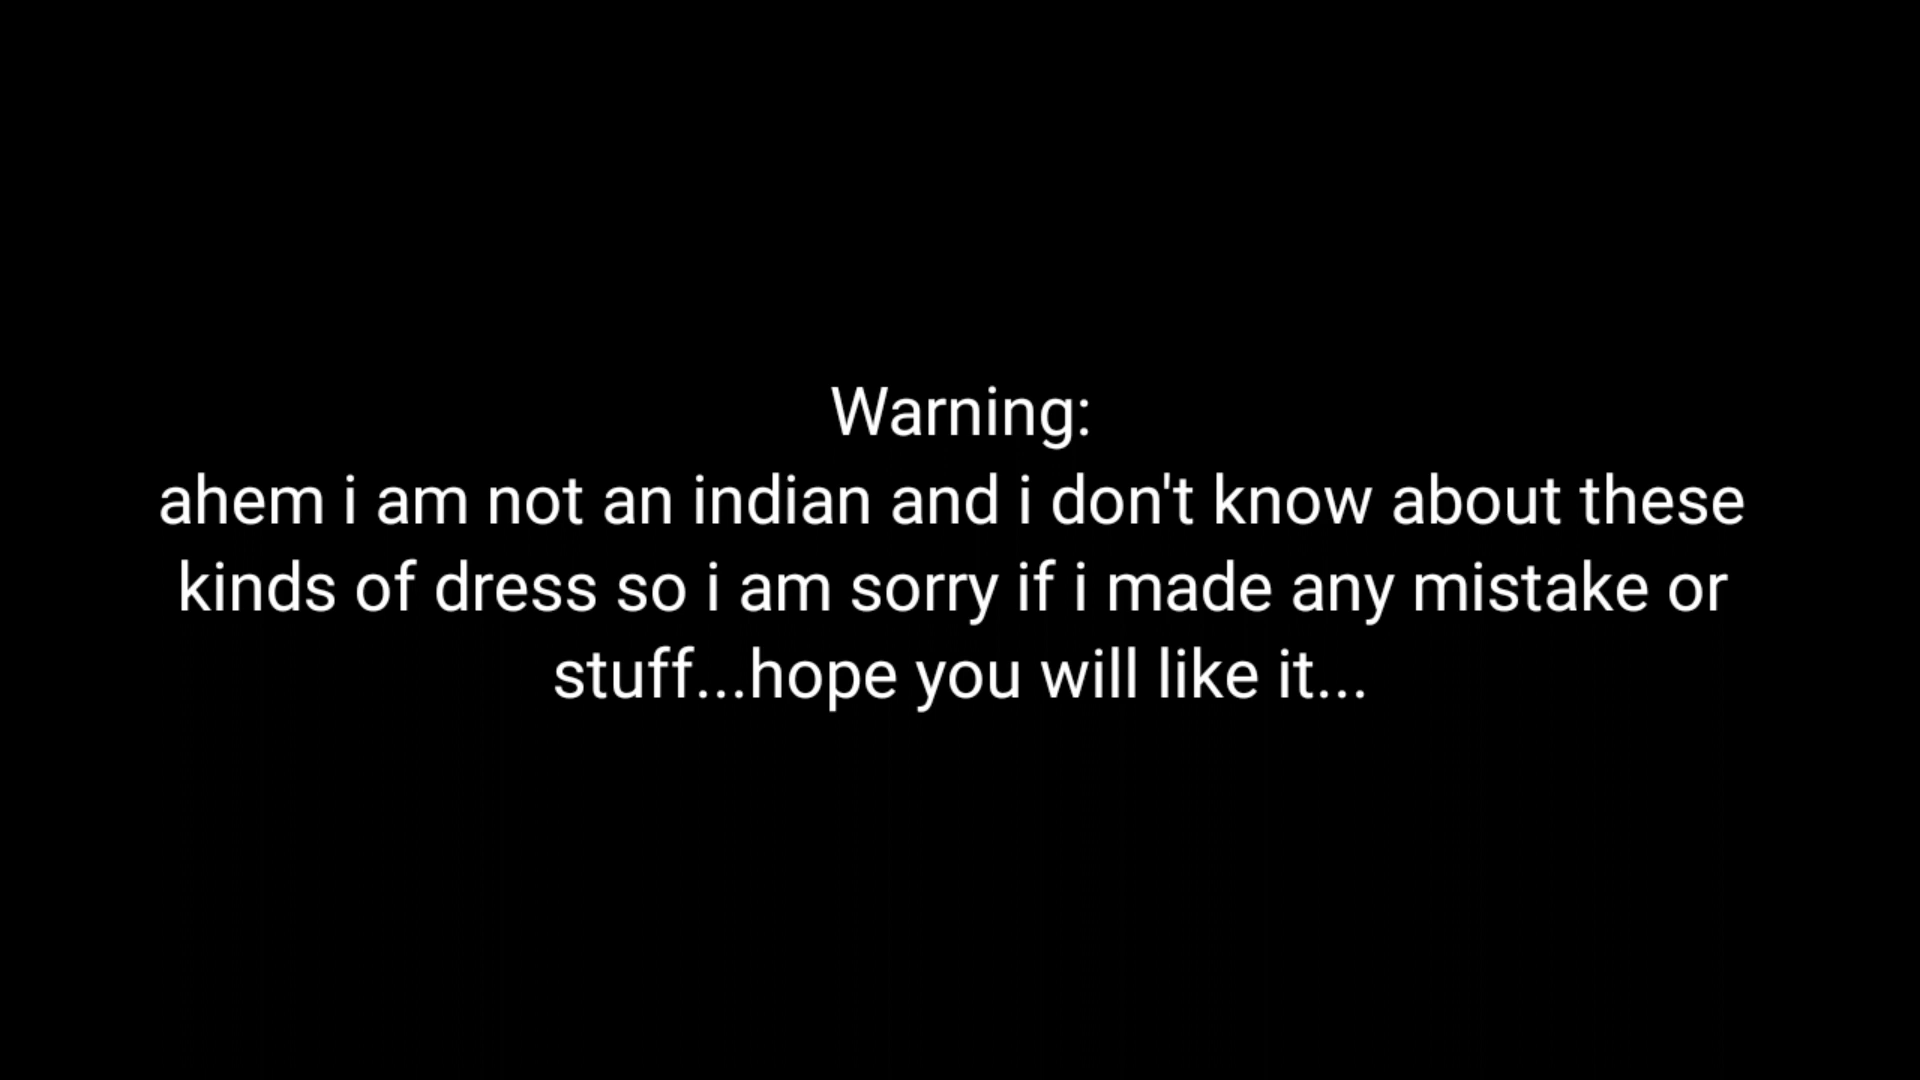 Warning:
ahem i am not an indian and i don't know about these
kinds of dress so i am sorry if i made any mistake or
stuff...hope you will like it...